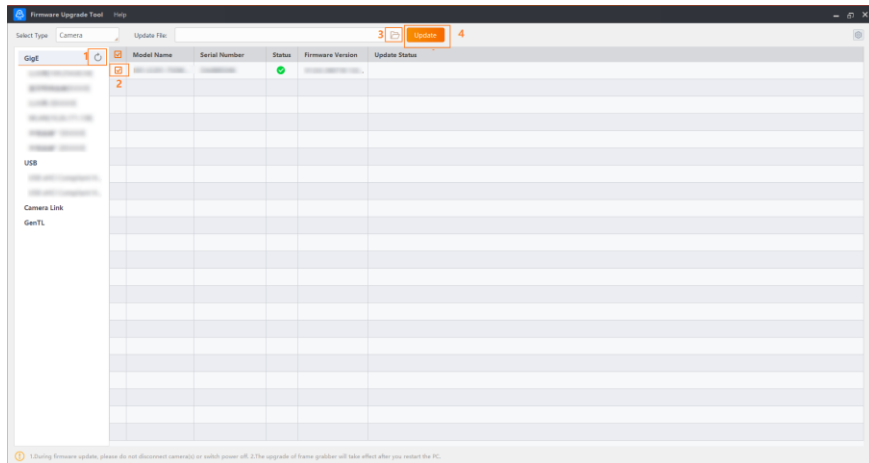 Firmware Upgrade Tool Help
Select Type Camera Update File: 3 Update 4
GigE 1 Model Name Serial Number Status Firmware Version Update Status
2
USB
Camera Link
GenTL
1.During firmware update, please do not disconnect camera(s) or switch power off. 2.The upgrade of frame grabber will take effect after you restart the PC.